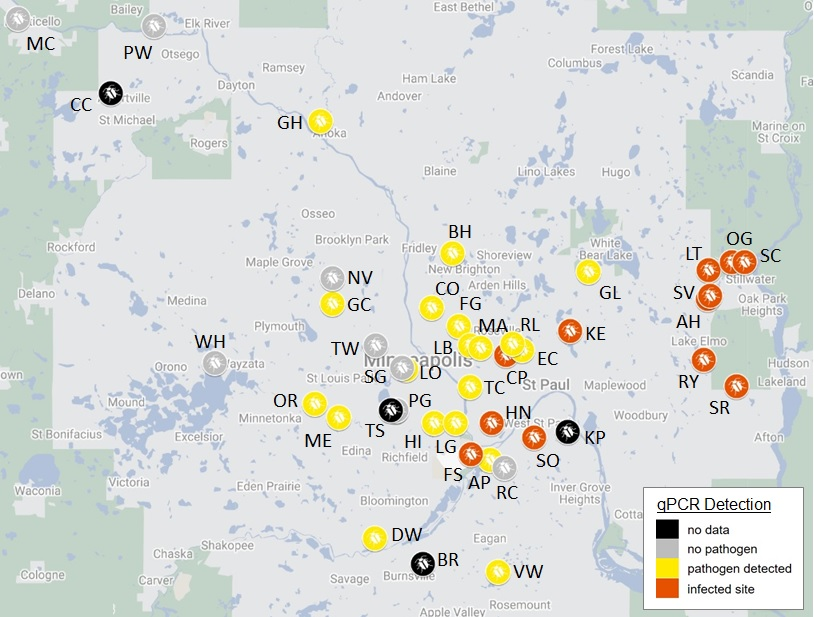 Bailey
East Bethel
icello
Elk River
MC
PW
Otsego
Forest Lake
Ramsey
Columbus
Ham Lake
Scandia
Dayton
CC
rtville
Andover
St Michael
GH
Anoka
Marine on
St Croix
Rogers
Blaine
Lino Lakes
Hugo
Osseo
Brooklyn Park
BH
Fridley
White
Bear Lake
OG
Rockford
Shoreview
LT
SC
Maple Grove
New Brighton
NV
Stillwater
Delano
CO
Arden Hills
GL
SV
Oak Park
Heights
Medina
GC
FG
Plymouth
MA
Roseville
RL
AH
KE
WH
TW
LB
Lake Elmo
Minneapolis
EC
Orono
Wayzata
SG
LO
CP
Hudson
St Louis Park
RY
Lakeland
TC
St Paul
Maplewood
Mound
OR
PG
SR
Minnetonka
HN
Woodbury
ME
TS
HI
West St Paul
KP
St Bonifacius
Excelsior
LG
Afton
Edina
Richfield
SO
FS
AP
Victoria
Eden Prairie
RC
Waconia
Bloomington
Inver Grove
Heights
Cotta
DW
Shakopee
Eagan
Chaska
BR
Cologne
Carver
Savage
Burnsville
VW
Rosemount
Apple Valley
qPCR Detection
no data
no pathogen
pathogen detected
infected site